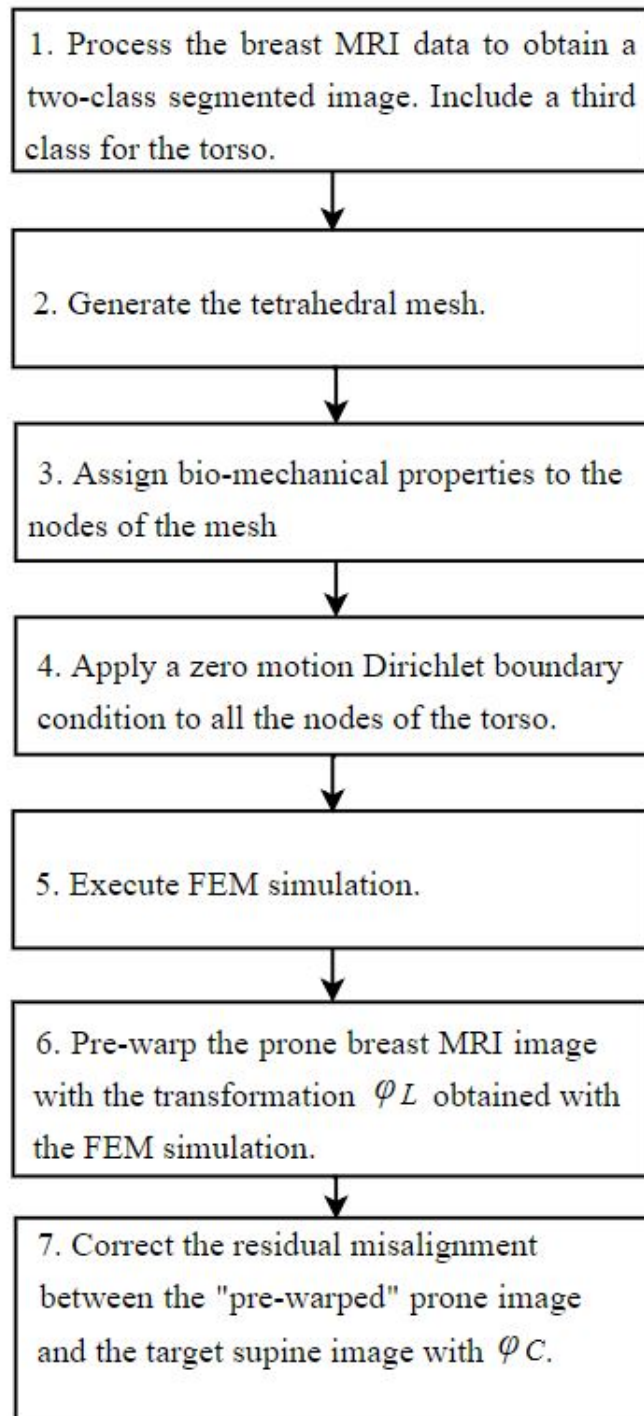 1. Process the breast MRI data to obtain a
two-class segmented image. Include a third
class for the torso.
2. Generate the tetrahedral mesh.
3. Assign bio-mechanical properties to the
nodes of the mesh
4. Apply a zero motion Dirichlet boundary
condition to all the nodes of the torso.
5. Execute FEM simulation.
6. Pre-warp the prone breast MRI image
with the transformation φL obtained with
the FEM simulation.
7. Correct the residual misalignment
between the "pre-warped" prone image
and the target supine image with φC.